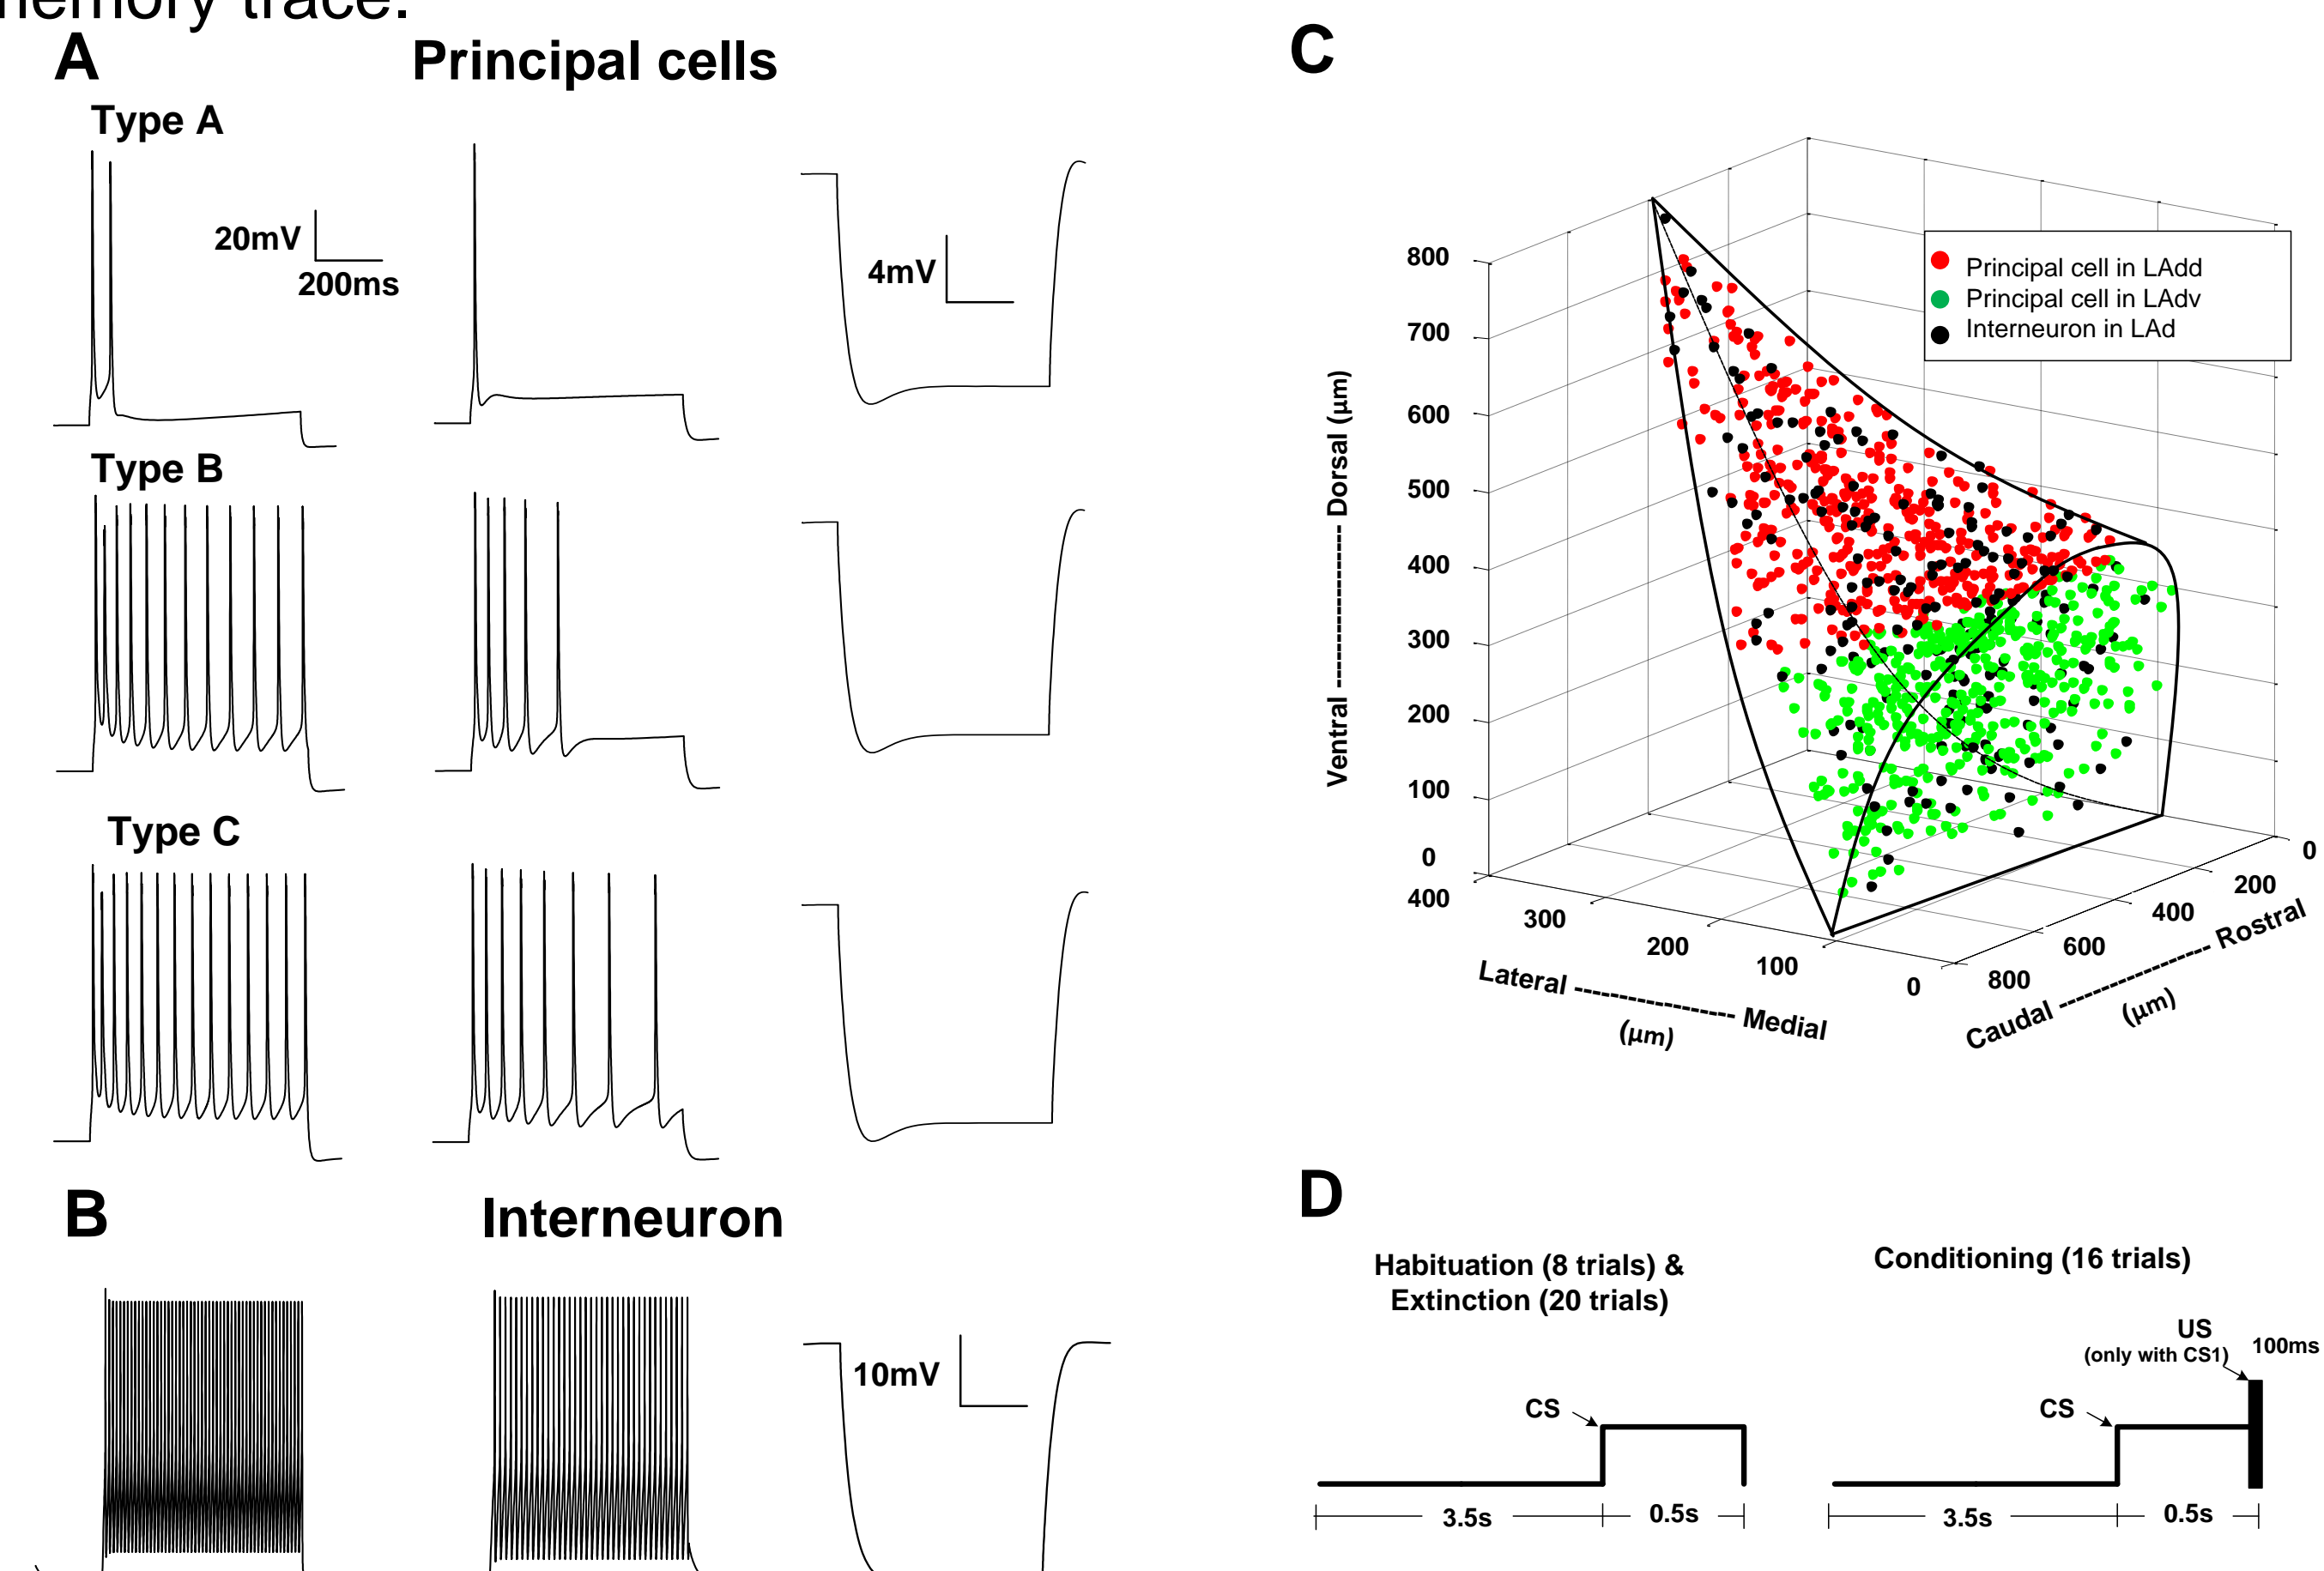 memory trace.
A
Principal cells
Type A
20mV
200ms
4mV
Type B
Type C
B
Interneuron
10mV
C
Principal cell in LAdd
Principal cell in LAdv
Interneuron in LAd
800
700
600
500
400
300
200
100
0
Ventral ---------------- Dorsal (µm)
400
300
200
100
0
Lateral ---------------- Medial
(µm)
800
600
400
200
0
Caudal ---------------- Rostral
(µm)
D
Habituation (8 trials) &
Extinction (20 trials)
CS
3.5s
0.5s
Conditioning (16 trials)
US
(only with CS1)
100ms
CS
3.5s
0.5s